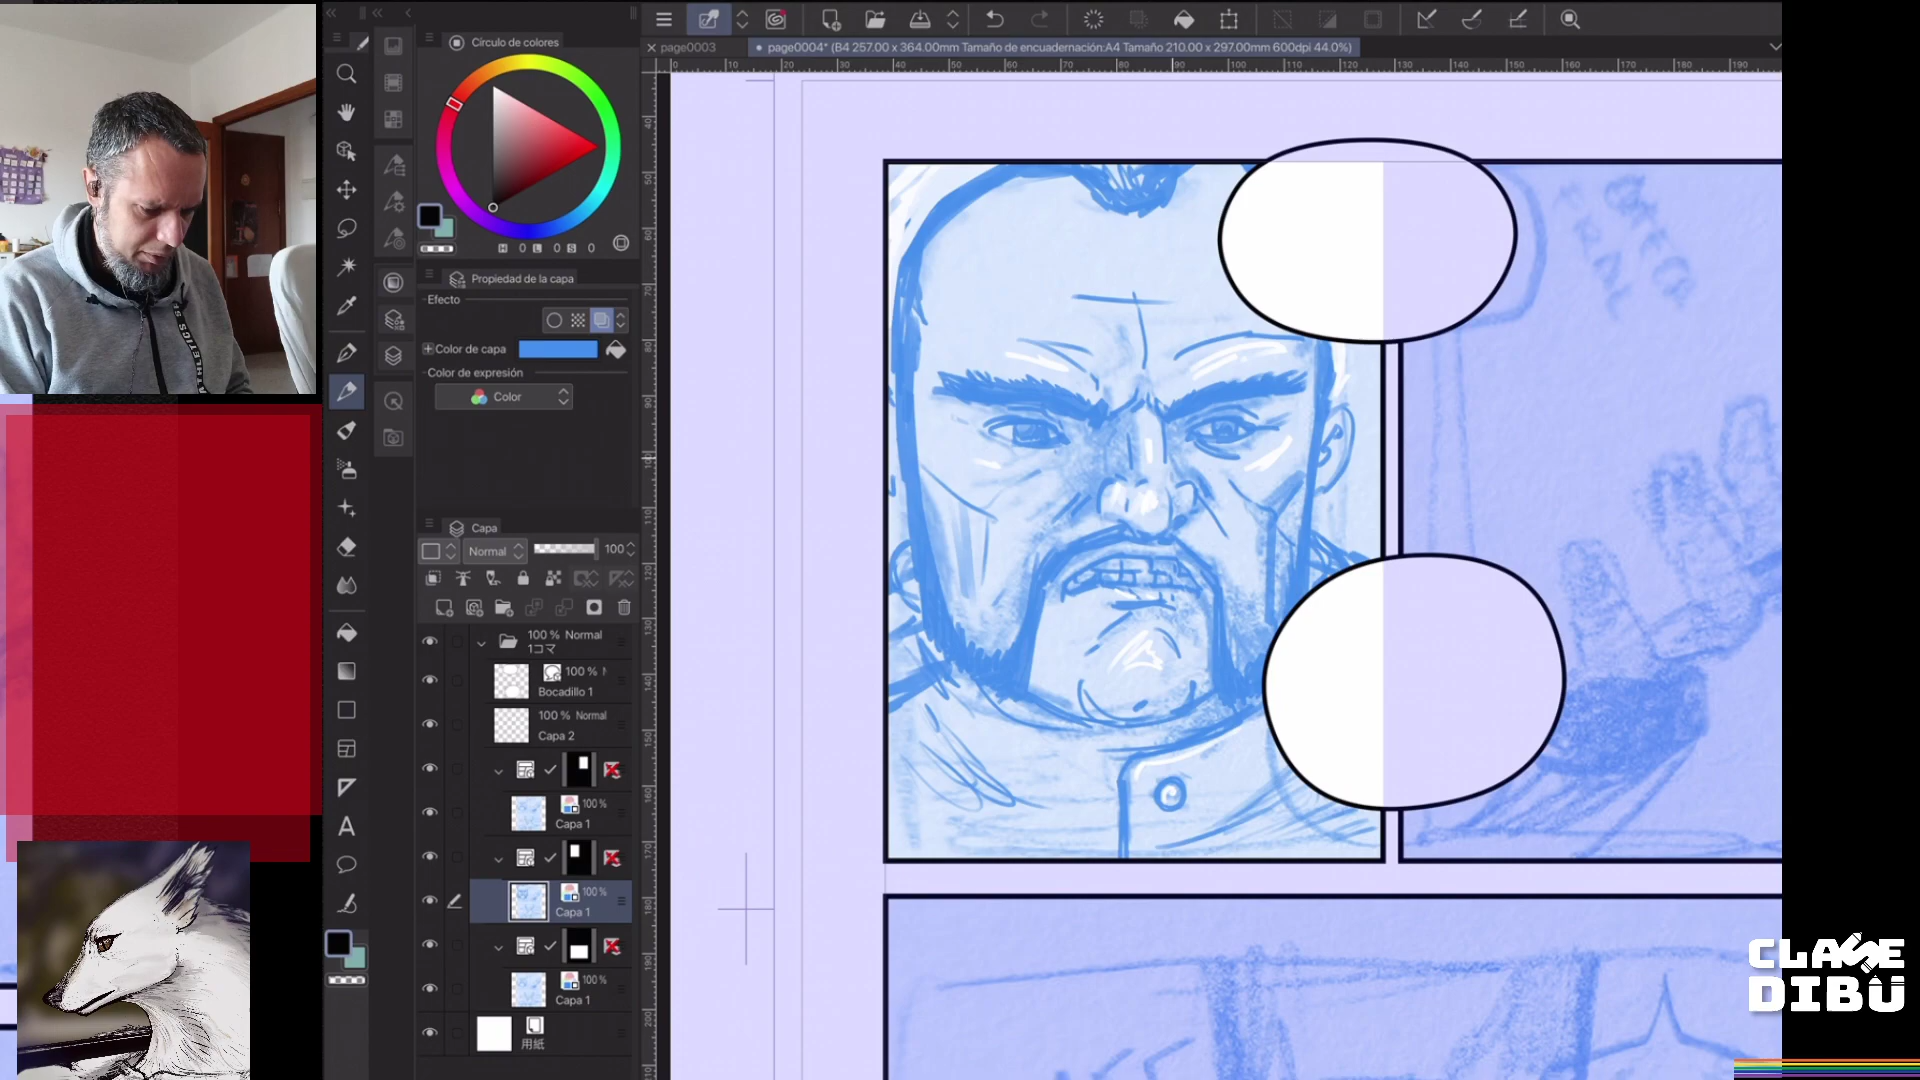 Círculo de colores
page0003
page0004* (B4 257.00 x 364.00mm Tamaño de encuadernación:A4 Tamaño 210.00 x 297.00mm 600dpi 44.0%)
H 0 L 0 S 0
Propiedad de la capa
Efecto
Color de capa
Color de expresión
Color
Capa
Normal
100
100 % Normal
1コマ
100 %
Bocadillo 1
100 % Normal
Capa 2
100 %
Capa 1
100 %
Capa 1
100 %
Capa 1
用紙
CLASE
DIBU